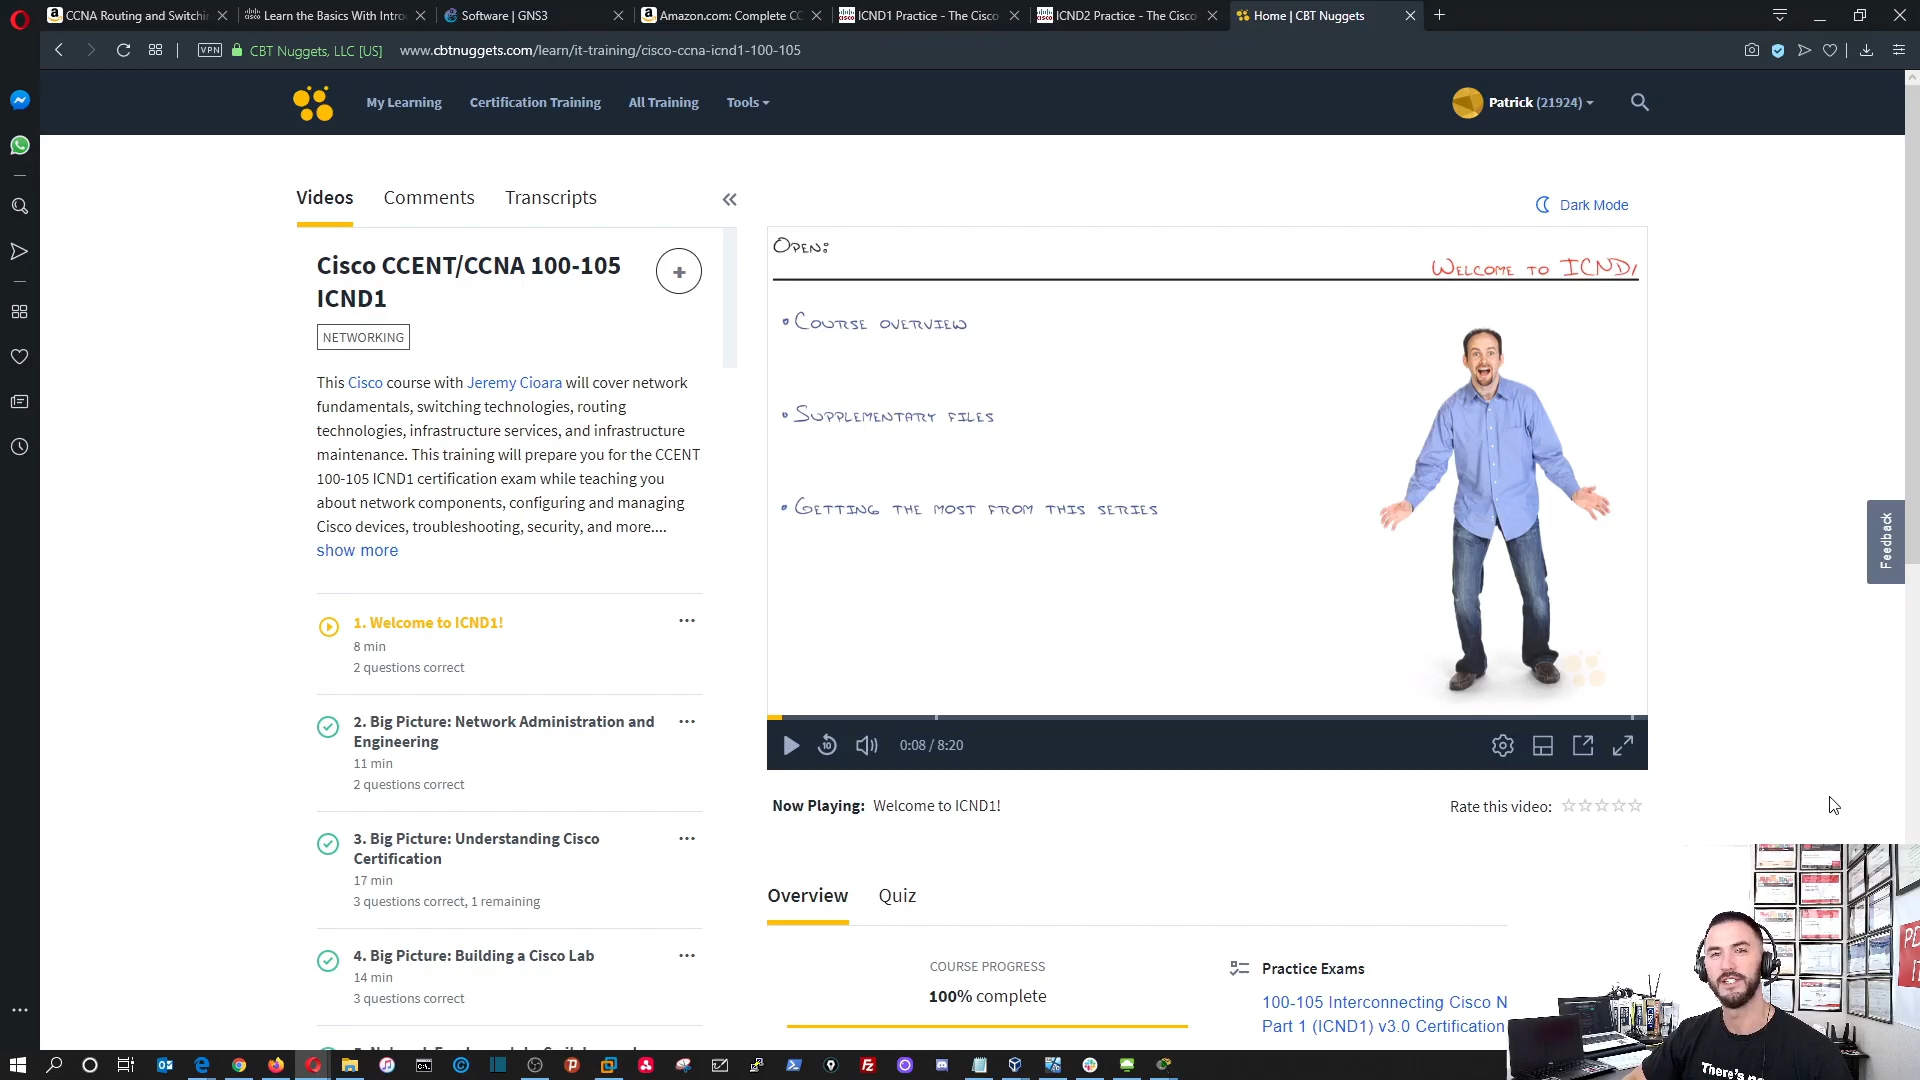 CCNA Routing and Switchin
Learn the Basics With Intro
Software | GNS3
Amazon.com: Complete CC
ICND1 Practice - The Cisco
ICND2 Practice - The Cisco
Home | CBT Nuggets
VPN
CBT Nuggets, LLC [US]
www.cbtnuggets.com/learn/it-training/cisco-ccna-icnd1-100-105
My Learning
Certification Training
All Training
Tools
Patrick (21924)
Videos
Comments
Transcripts
Dark Mode
Cisco CCENT/CCNA 100-105
ICND1
NETWORKING
This Cisco course with Jeremy Cioara will cover network
fundamentals, switching technologies, routing
technologies, infrastructure services, and infrastructure
maintenance. This training will prepare you for the CCENT
100-105 ICND1 certification exam while teaching you
about network components, configuring and managing
Cisco devices, troubleshooting, security, and more....
show more
1. Welcome to ICND1!
8 min
2 questions correct
2. Big Picture: Network Administration and
Engineering
11 min
2 questions correct
3. Big Picture: Understanding Cisco
Certification
17 min
3 questions correct, 1 remaining
4. Big Picture: Building a Cisco Lab
14 min
3 questions correct
OPEN:
WELCOME TO ICND1
• COURSE OVERVIEW
• SUPPLEMENTARY FILES
• GETTING THE MOST FROM THIS SERIES
0:08 / 8:20
Now Playing: Welcome to ICND1!
Rate this video:
Feedback
Overview
Quiz
COURSE PROGRESS
100% complete
Practice Exams
100-105 Interconnecting Cisco N
Part 1 (ICND1) v3.0 Certification
There's